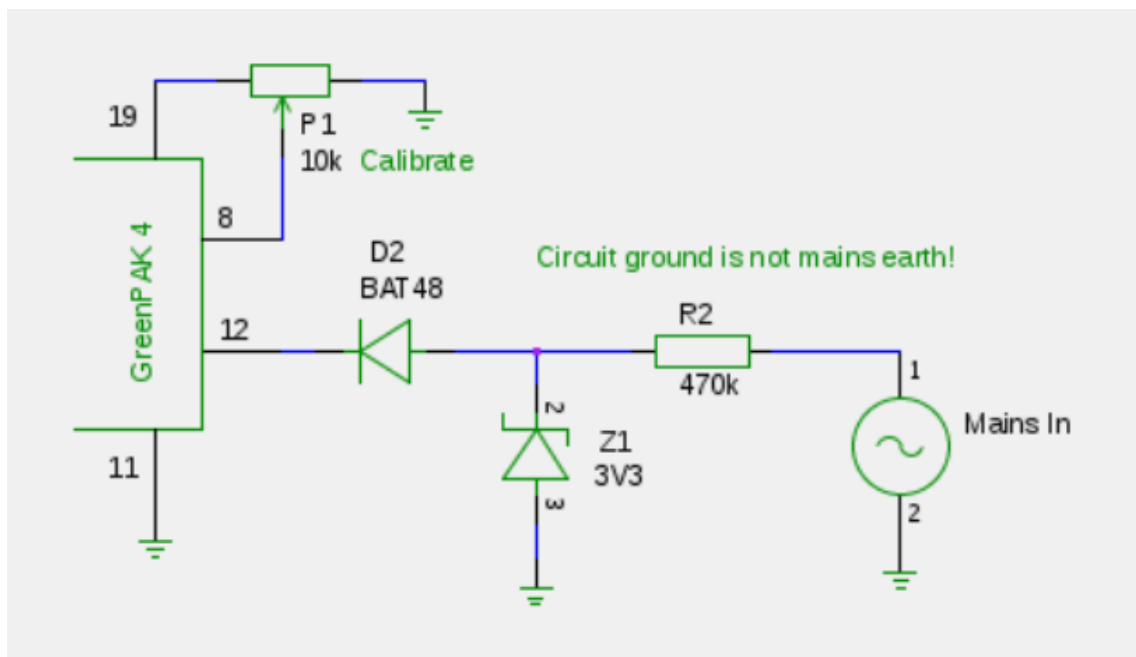 19
P1
10k Calibrate
8
GreenPAK 4
D2
BAT48
Circuit ground is not mains earth!
12
R2
470k
1
2
Z1
3V3
Mains In
11
3
2